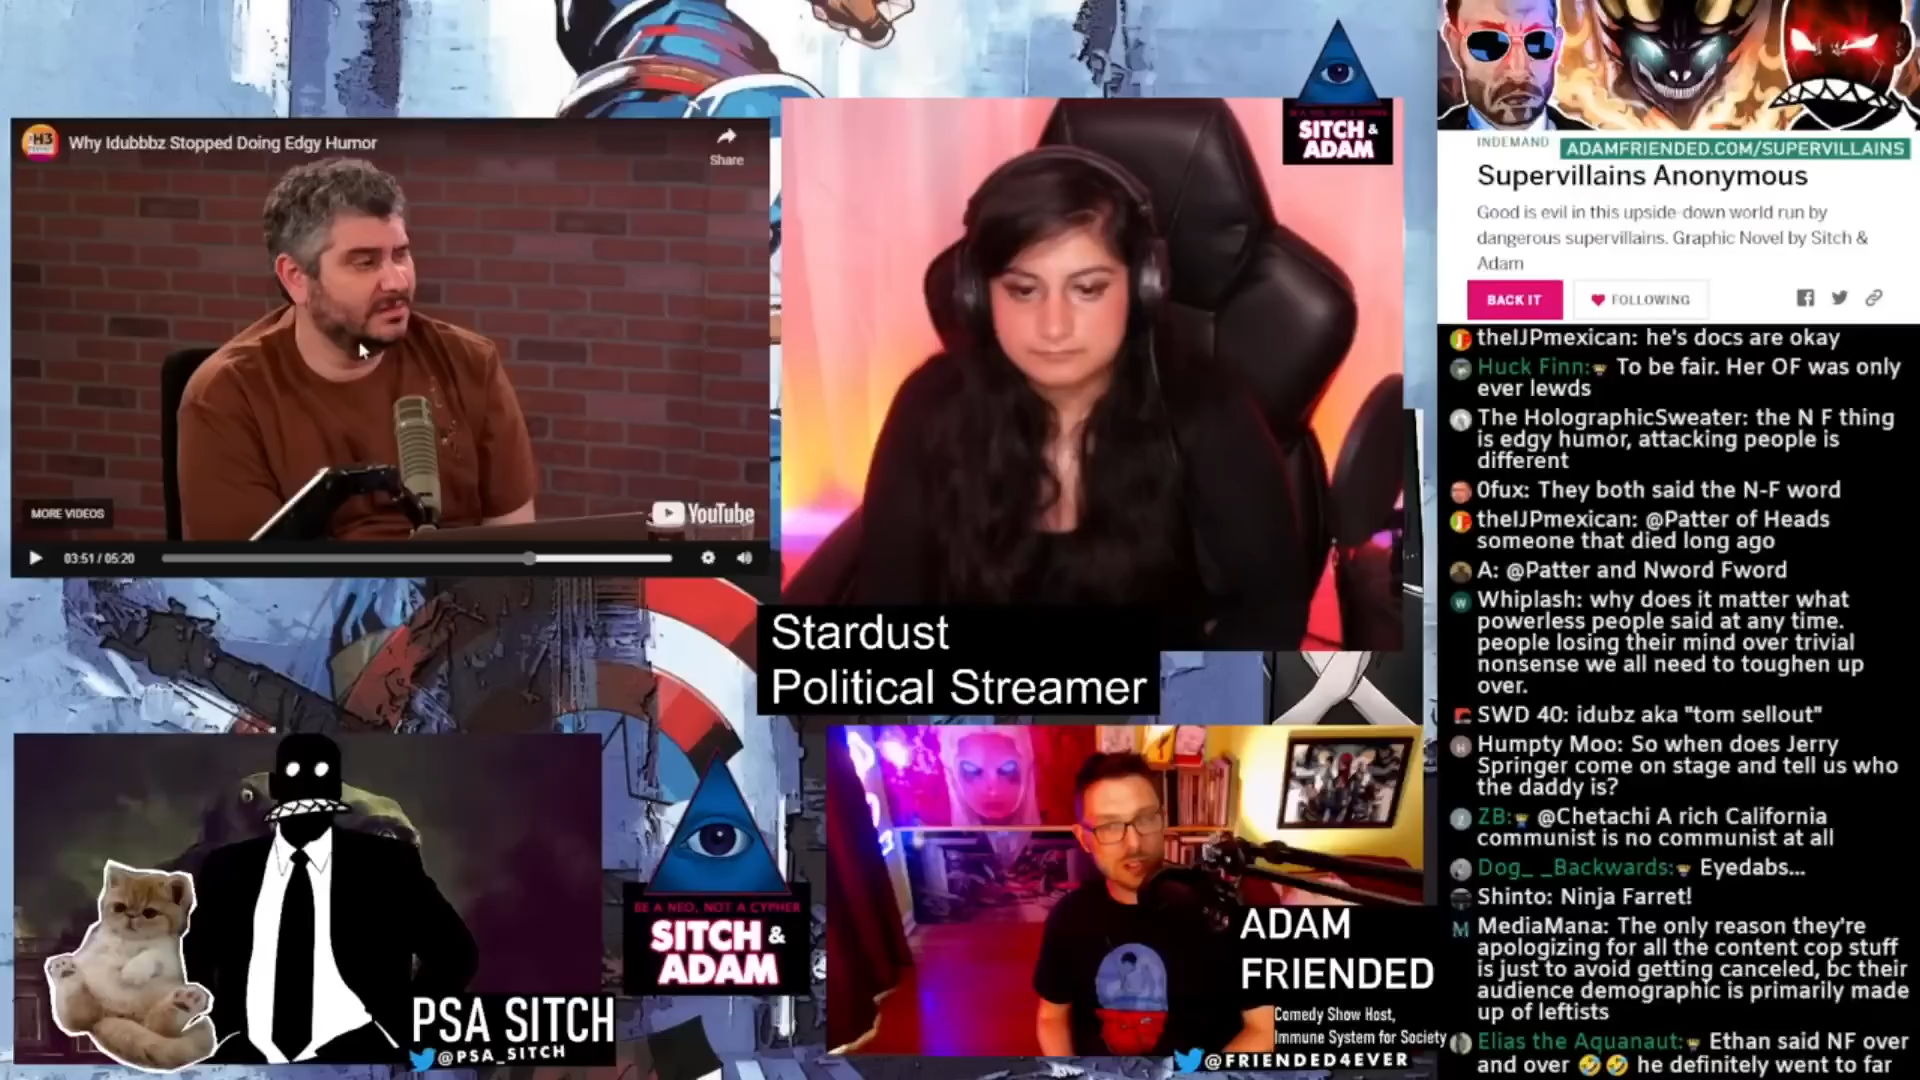 H3
Why Idubbbz Stopped Doing Edgy Humor
Share
MORE VIDEOS
YouTube
03:51 / 05:20
SITCH &
ADAM
Stardust
Political Streamer
PSA SITCH
@PSA_SITCH
BE A NEO, NOT A CYPHER
SITCH &
ADAM
ADAM
FRIENDED
Comedy Show Host,
Immune System for Society
@FRIENDED4EVER
INDEMAND
ADAMFRIENDED.COM/SUPERVILLAINS
Supervillains Anonymous
Good is evil in this upside-down world run by
dangerous supervillains. Graphic Novel by Sitch &
Adam
BACK IT
FOLLOWING
theIJPmexican: he's docs are okay
Huck Finn: To be fair. Her OF was only
ever lewds
The HolographicSweater: the N F thing
is edgy humor, attacking people is
different
0fux: They both said the N-F word
theIJPmexican: @Patter of Heads
someone that died long ago
A: @Patter and Nword Fword
Whiplash: why does it matter what
powerless people said at any time.
people losing their mind over trivial
nonsense we all need to toughen up
over.
SWD 40: idubz aka "tom sellout"
Humpty Moo: So when does Jerry
Springer come on stage and tell us who
the daddy is?
ZB: @Chetachi A rich California
communist is no communist at all
Dog_ _Backwards: Eyedabs...
Shinto: Ninja Farret!
MediaMana: The only reason they're
apologizing for all the content cop stuff
is just to avoid getting canceled, bc their
audience demographic is primarily made
up of leftists
Elias the Aquanaut: Ethan said NF over
and over 🤣🤣 he definitely went to far